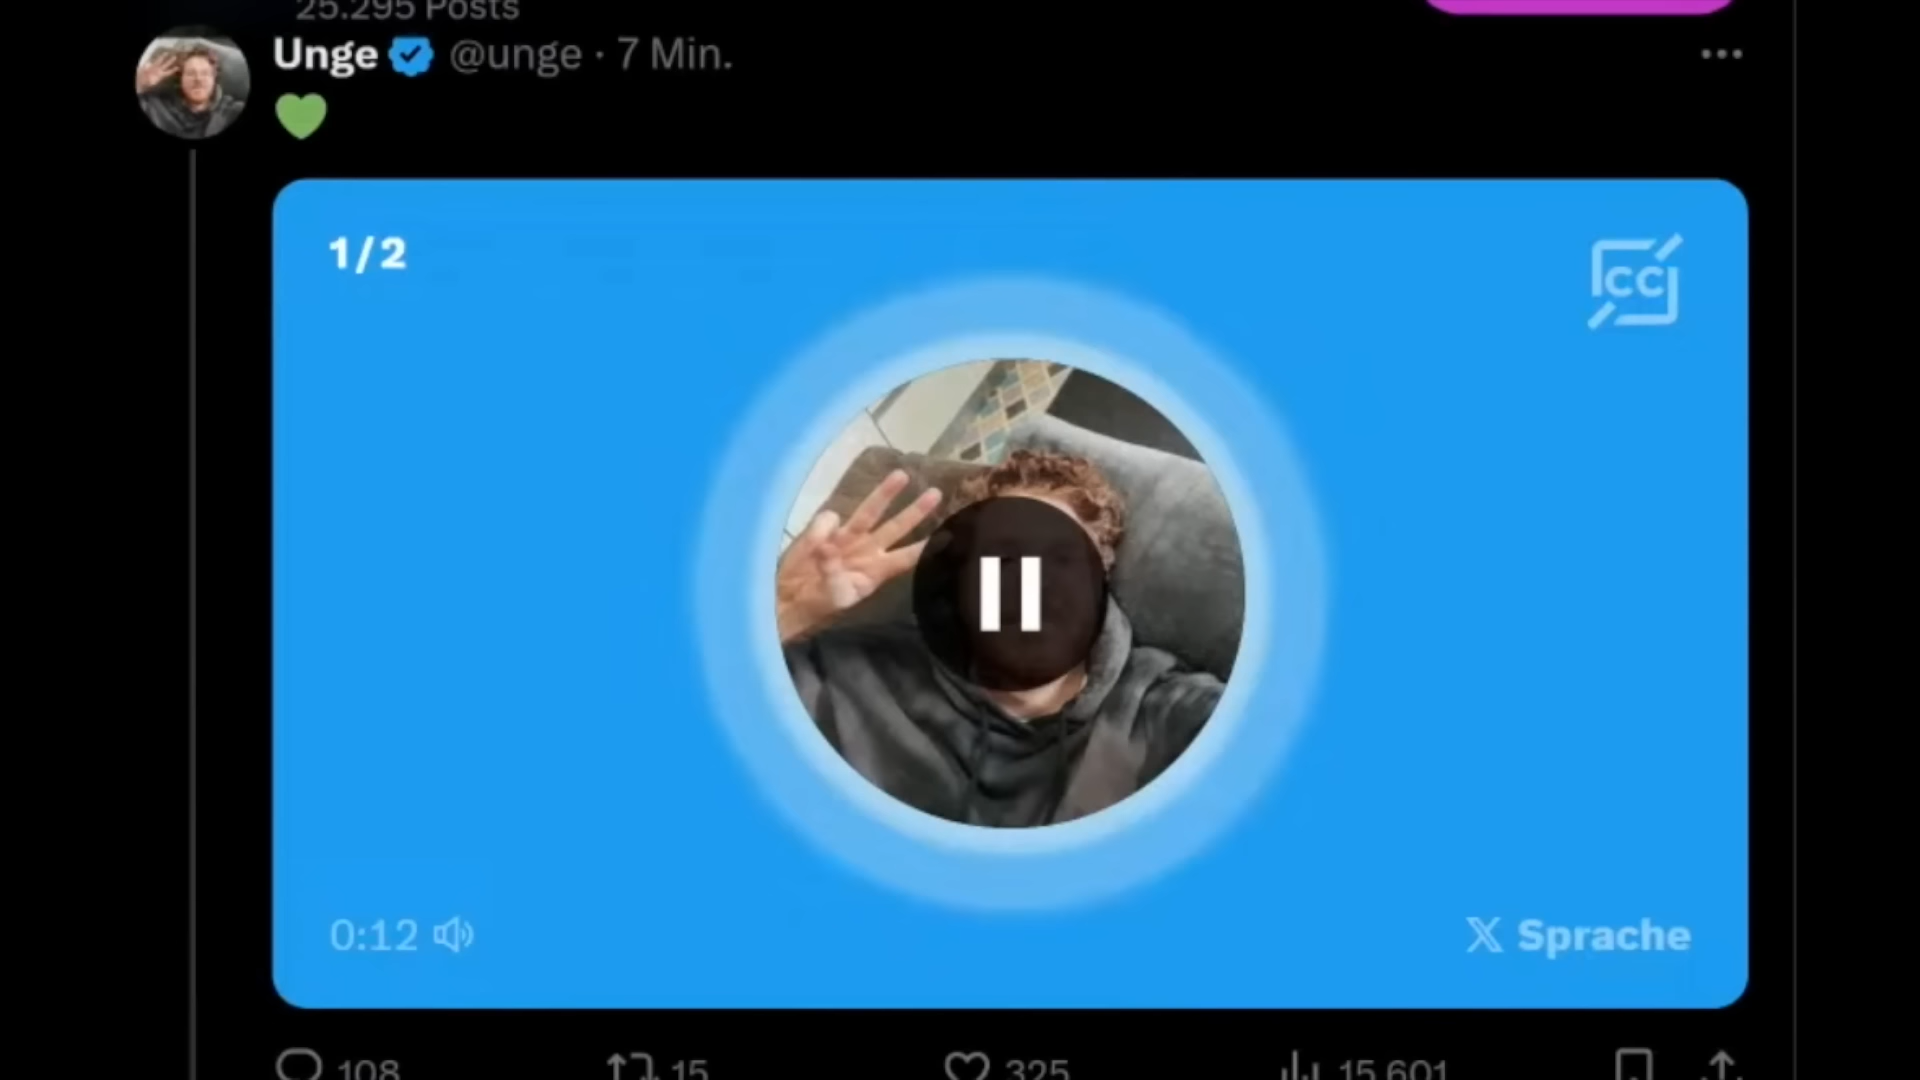 25.295 Posts
Unge @unge · 7 Min.
💚
1/2
CC
0:12
X Sprache
108 15 325 15.601